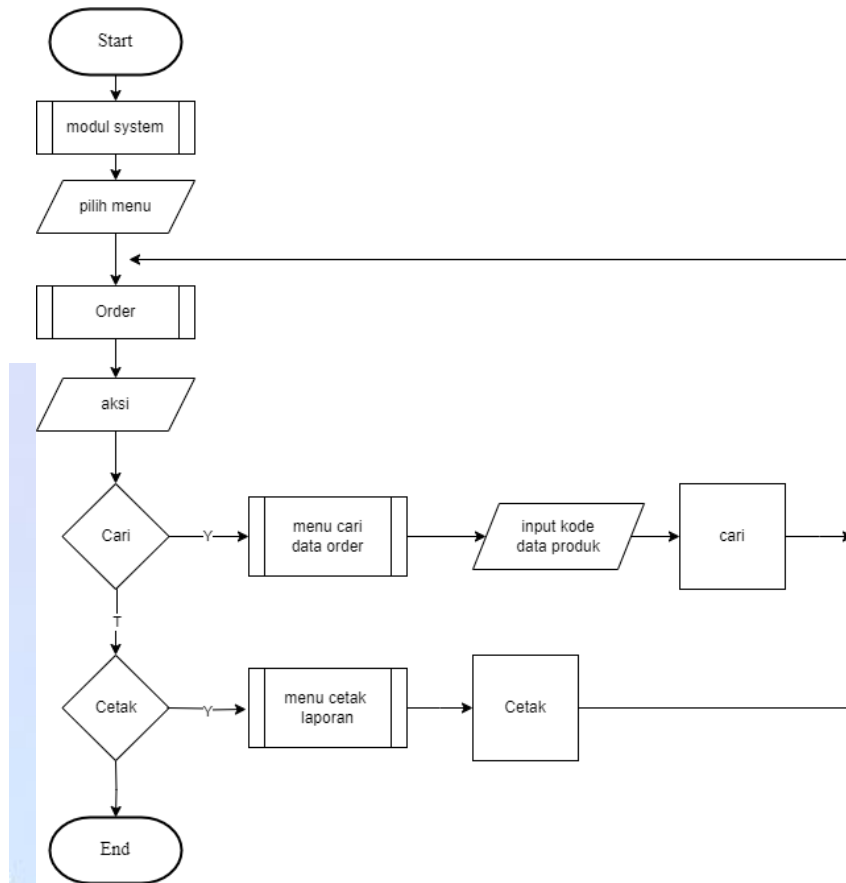 Start
modul system
pilih menu
Order
aksi
Cari
Y
menu cari
data order
input kode
data produk
cari
T
Cetak
Y
menu cetak
laporan
Cetak
End